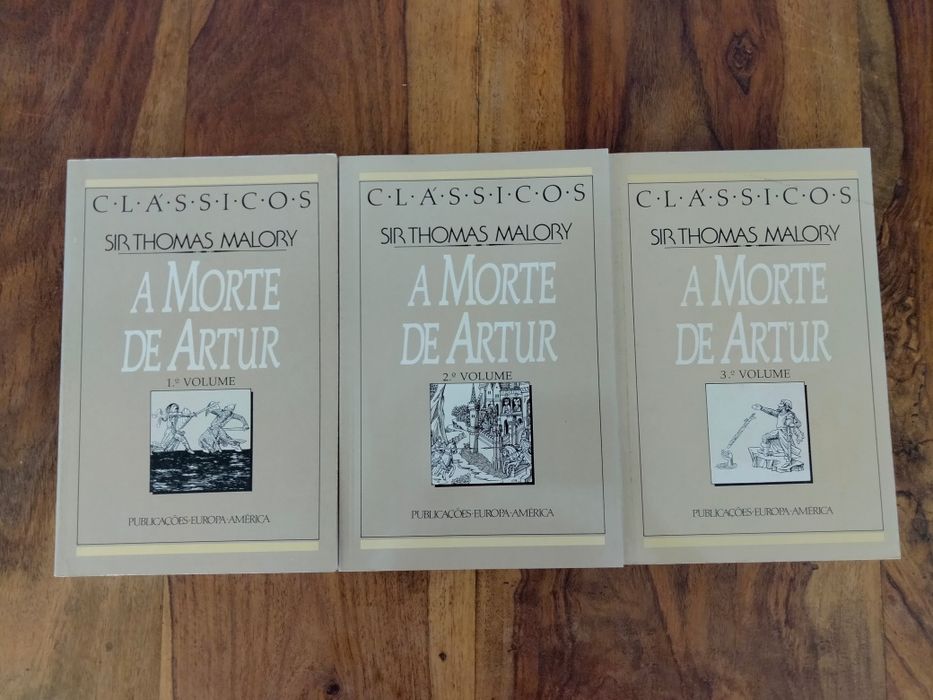 C·L·Á·S·S·I·C·O·S
SIR THOMAS MALORY
A MORTE
DE ARTUR
1.º VOLUME
PUBLICAÇÕES·EUROPA·AMÉRICA
C·L·Á·S·S·I·C·O·S
SIR THOMAS MALORY
A MORTE
DE ARTUR
2.º VOLUME
PUBLICAÇÕES·EUROPA·AMÉRICA
C·L·Á·S·S·I·C·O·S
SIR THOMAS MALORY
A MORTE
DE ARTUR
3.º VOLUME
PUBLICAÇÕES·EUROPA·AMÉRICA